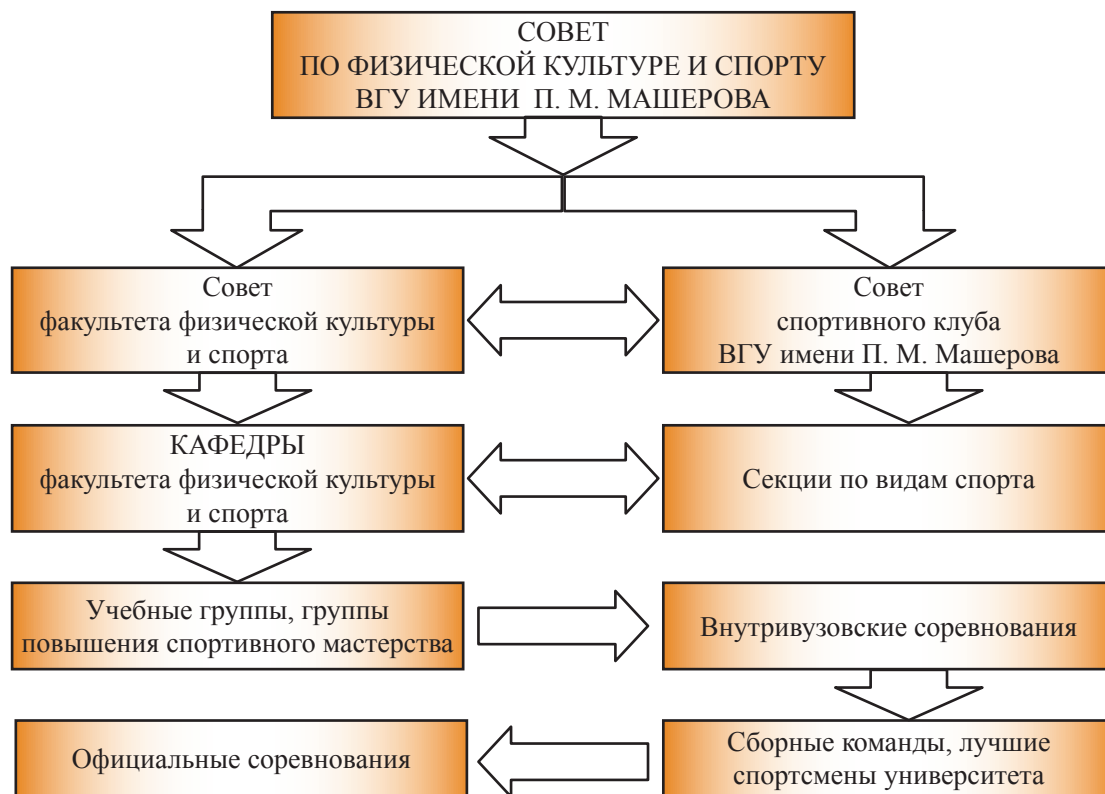 СОВЕТ
ПО ФИЗИЧЕСКОЙ КУЛЬТУРЕ И СПОРТУ
ВГУ ИМЕНИ П. М. МАШЕРОВА
Совет
факультета физической культуры
и спорта
Совет
спортивного клуба
ВГУ имени П. М. Машерова
КАФЕДРЫ
факультета физической культуры
и спорта
Секции по видам спорта
Учебные группы, группы
повышения спортивного мастерства
Внутривузовские соревнования
Официальные соревнования
Сборные команды, лучшие
спортсмены университета